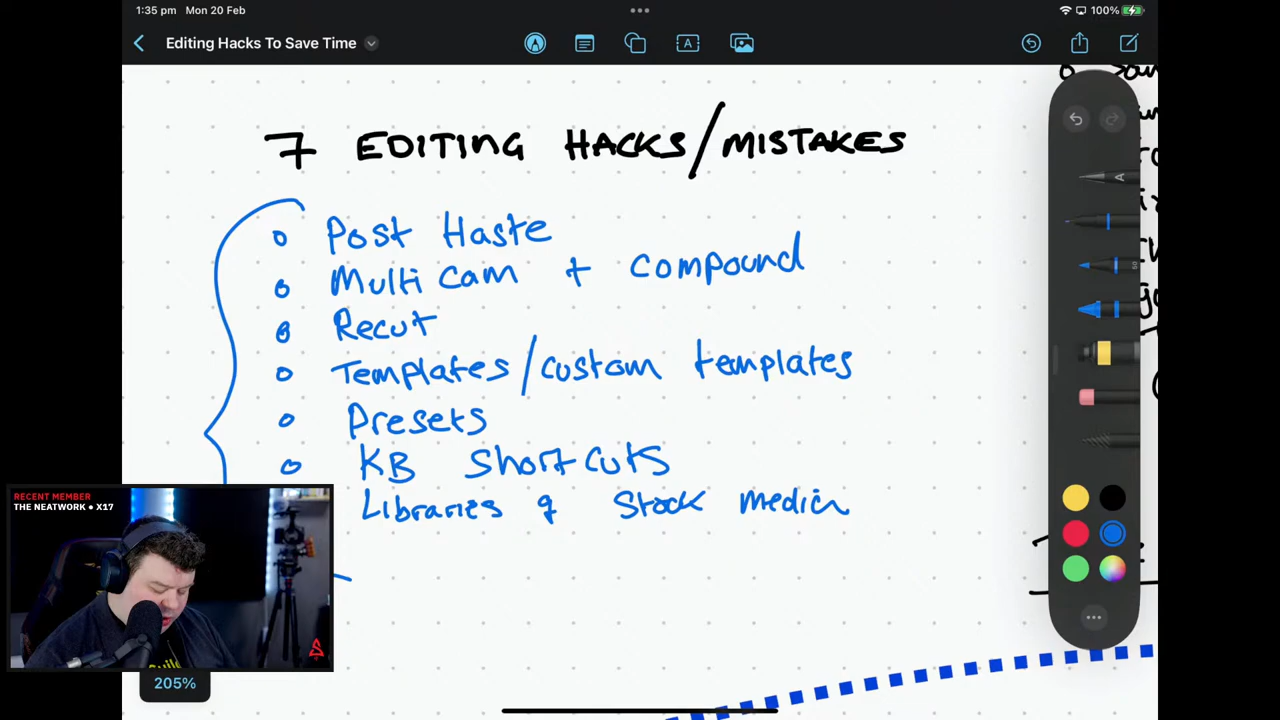 1:35 pm Mon 20 Feb
100%
Editing Hacks To Save Time
7 EDITING HACKS/MISTAKES
Post Haste
Multi Cam + compound
Recut
Templates/custom templates
Presets
KB Shortcuts
Libraries & Stock Media
RECENT MEMBER
THE NEATWORK • X17
205%